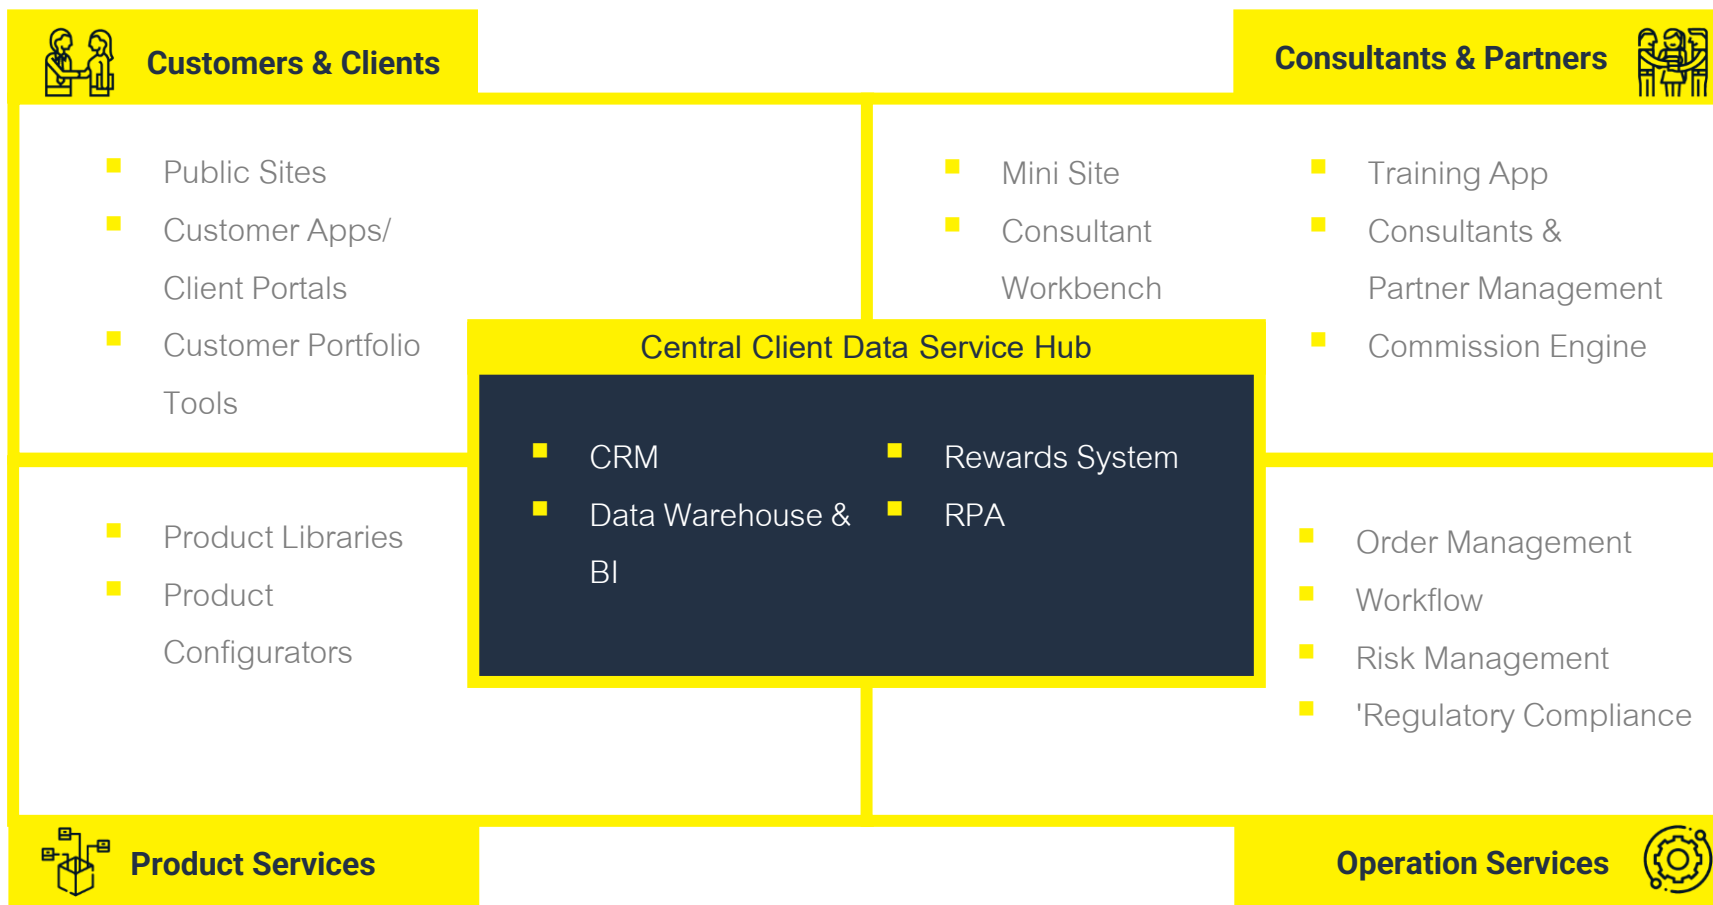 Customers & Clients
Public Sites
Customer Apps/
Client Portals
Customer Portfolio
Tools
Consultants & Partners
Mini Site
Consultant
Workbench
Training App
Consultants &
Partner Management
Commission Engine
Central Client Data Service Hub
CRM
Data Warehouse &
BI
Rewards System
RPA
Product Libraries
Product
Configurators
Product Services
Order Management
Workflow
Risk Management
'Regulatory Compliance
Operation Services